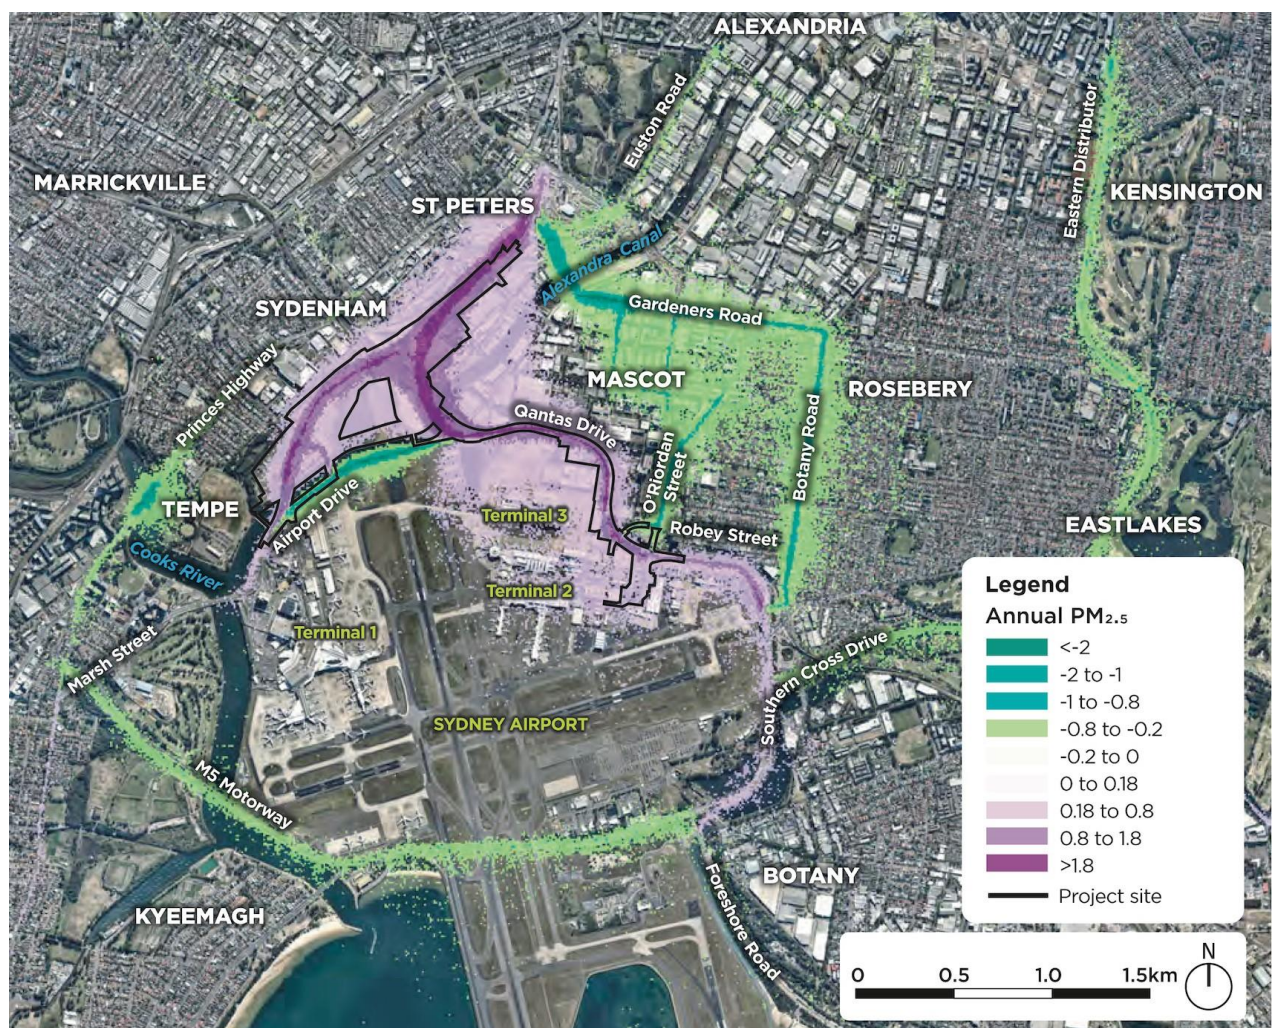 ALEXANDRIA
Euston Road
Eastern Distributor
MARRICKVILLE
KENSINGTON
ST PETERS
Alexandra Canal
SYDENHAM
Gardeners Road
Princes Highway
MASCOT
ROSEBERY
Qantas Drive
Botany Road
O'Riordan
Street
TEMPE
Airport Drive
Terminal 3
Robey Street
EASTLAKES
Cooks River
Terminal 2
Terminal 1
Marsh Street
Southern Cross Drive
SYDNEY AIRPORT
M5 Motorway
BOTANY
KYEEMAGH
Foreshore Road
Legend
Annual PM2.5
<-2
-2 to -1
-1 to -0.8
-0.8 to -0.2
-0.2 to 0
0 to 0.18
0.18 to 0.8
0.8 to 1.8
>1.8
Project site
N
0 0.5 1.0 1.5km